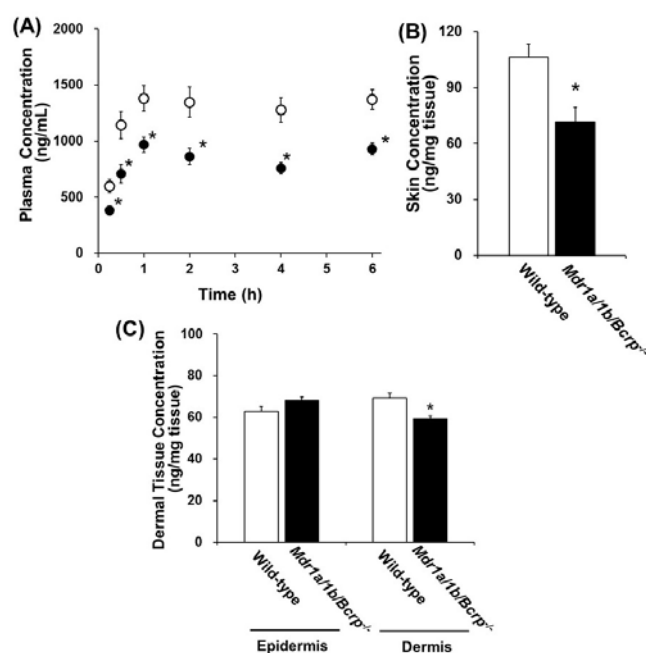 (A)
2000
1500
1000
500
0
Plasma Concentration
(ng/mL)
* * * * * *
0 1 2 3 4 5 6
Time (h)
(B)
120
90
60
30
0
Skin Concentration
(ng/mg tissue)
*
Wild-type
Mdr1a/1b/Bcrp-/-
(C)
100
80
60
40
20
0
Dermal Tissue Concentration
(ng/mg tissue)
*
Wild-type
Mdr1a/1b/Bcrp-/-
Wild-type
Mdr1a/1b/Bcrp-/-
Epidermis Dermis